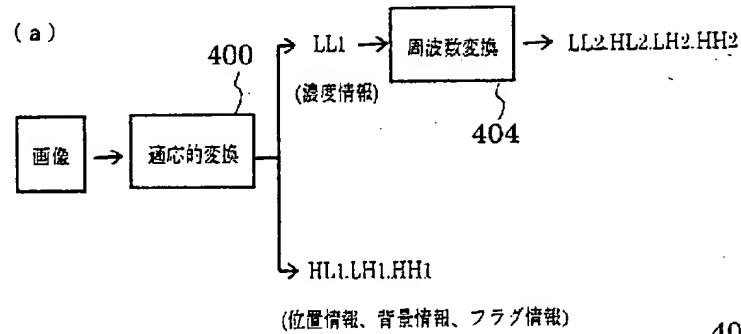 (a)
400
LL1
周波数変換
LL2.HL2.LH2.HH2
(濃度情報)
404
画像
適応的変換
HL1.LH1.HH1
(位置情報、背景情報、フラグ情報)